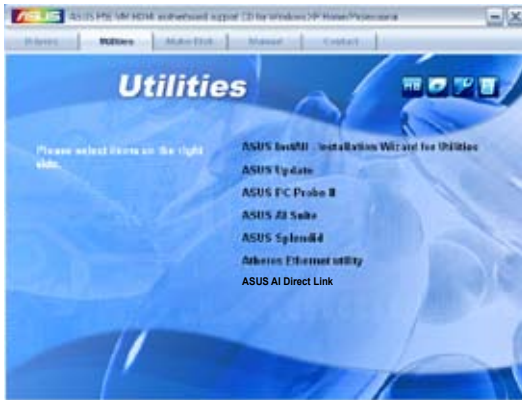 ASUS P5E-VM HDMI motherboard support CD for Windows XP Home/Professional
Drivers Utilities Make Disk Manual Contact
Utilities
Please select items on the right side.
ASUS InstAll - Installation Wizard for Utilities
ASUS Update
ASUS PC Probe II
ASUS AI Suite
ASUS Splendid
Atheros Ethernet utility
ASUS AI Direct Link